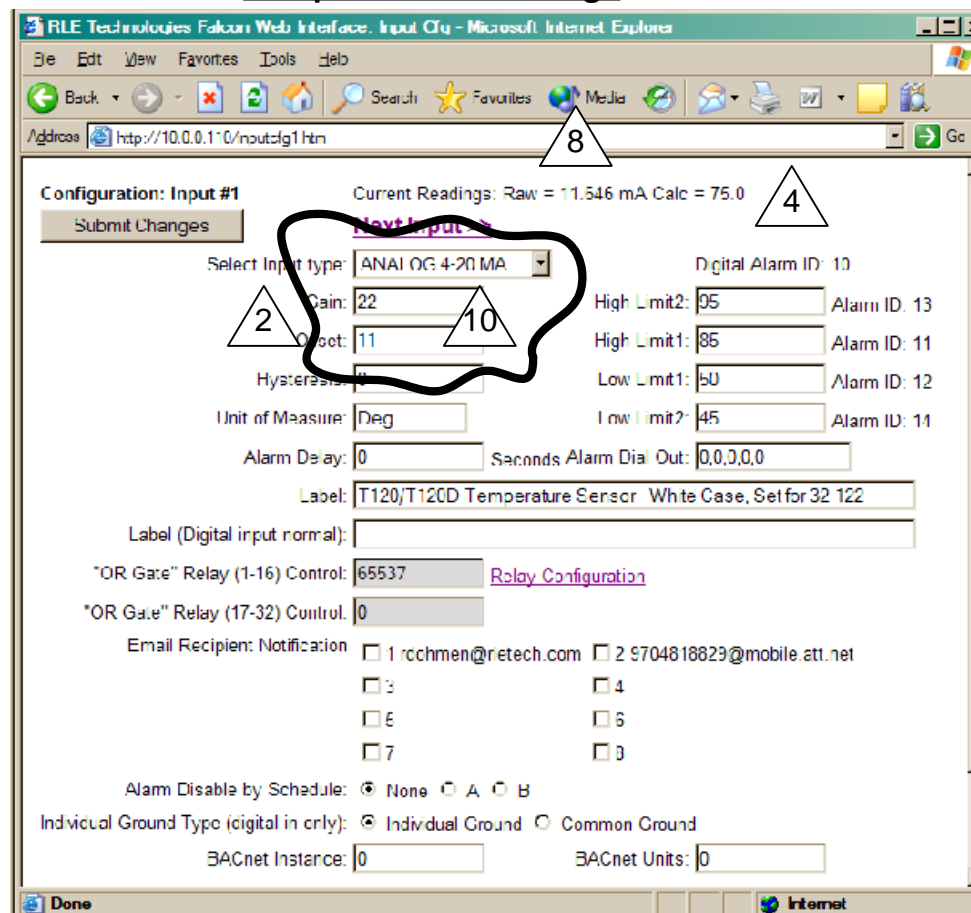 RLE Technologies Falcon Web Interface. Input Cfg - Microsoft Internet Explorer
File Edit View Favorites Tools Help
Back Search Favorites Media
Address http://10.0.0.110/inputcfg1.htm Go
8
4
Configuration: Input #1 Current Readings: Raw = 11.646 mA Calc = 75.0
Submit Changes Next Input >>
Select Input type: ANALOG 4-20 MA Digital Alarm ID: 10
2 Gain: 22 10 High Limit2: 95 Alarm ID: 13
Offset: 11 High Limit1: 85 Alarm ID: 11
Hysteresis: Low Limit1: 50 Alarm ID: 12
Unit of Measure: Deg Low Limit2: 45 Alarm ID: 14
Alarm Delay: 0 Seconds Alarm Dial Out: 0,0,0,0,0
Label: T120/T120D Temperature Sensor White Case, Set for 32 122
Label (Digital input normal):
"OR Gate" Relay (1-16) Control: 65537 Relay Configuration
"OR Gate" Relay (17-32) Control: 0
Email Recipient Notification 1 rdohmen@rletech.com 2 9704818829@mobile.att.net
3 4
5 6
7 8
Alarm Disable by Schedule: None A B
Individual Ground Type (digital in only): Individual Ground Common Ground
BACnet Instance: 0 BACnet Units: 0
Done Internet